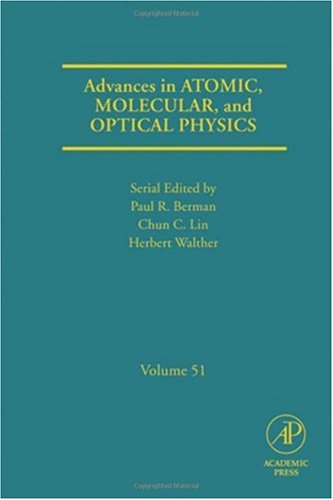 Advances in ATOMIC,
MOLECULAR, and
OPTICAL PHYSICS
Serial Edited by
Paul R. Berman
Chun C. Lin
Herbert Walther
Volume 51
AP
ACADEMIC
PRESS